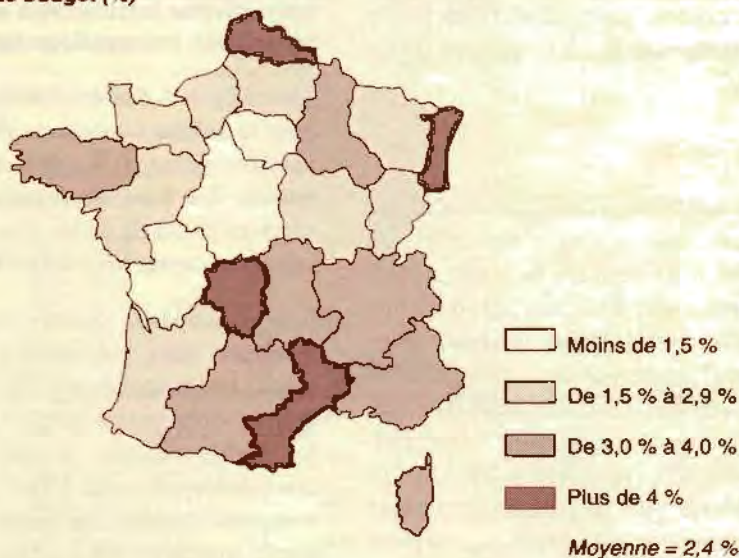 budget (%)
Moins de 1,5 %
De 1,5 % à 2,9 %
De 3,0 % à 4,0 %
Plus de 4 %
Moyenne = 2,4 %